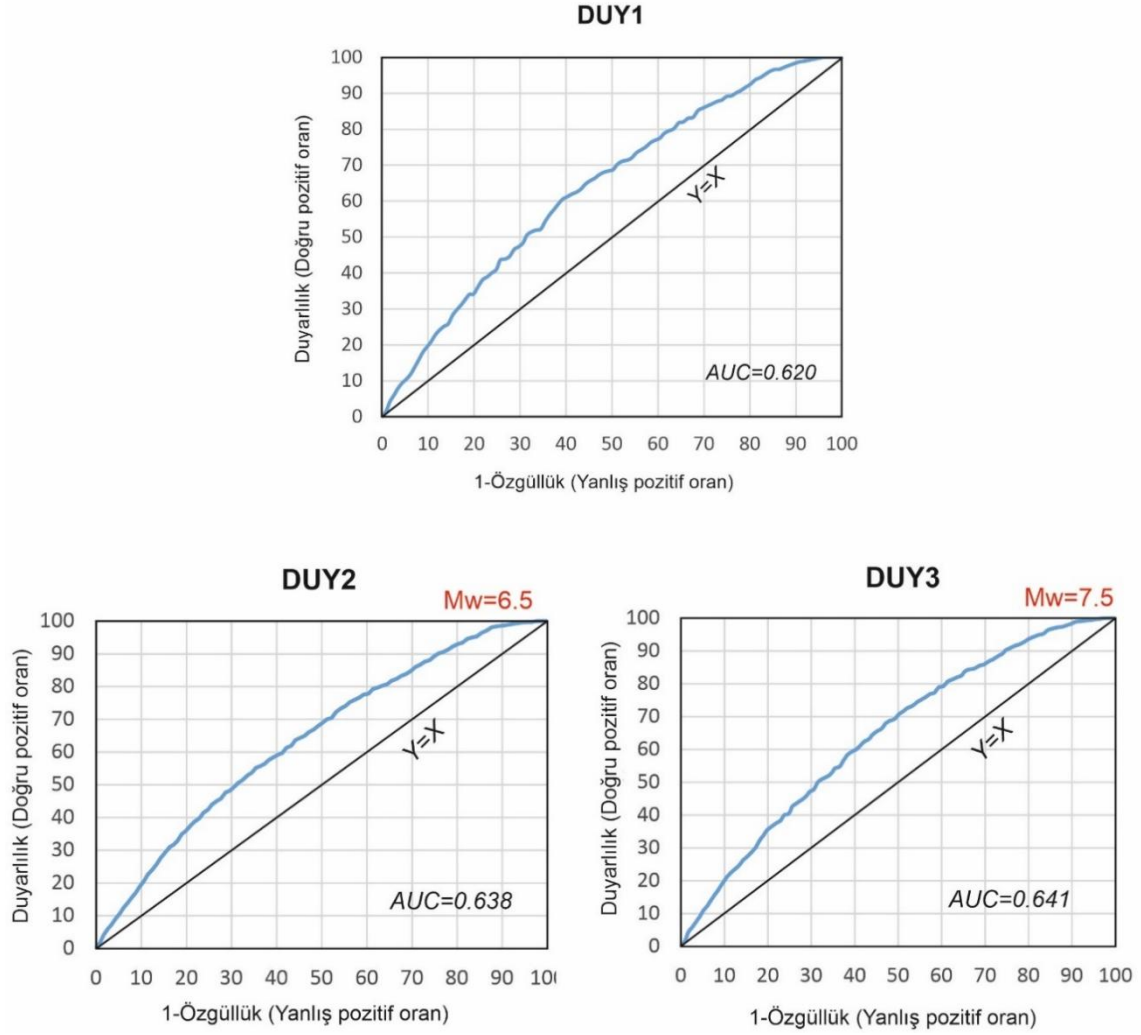 DUY1
Duyarlılık (Doğru pozitif oran)
100
90
80
70
60
50
40
30
20
10
0
Y=X
AUC=0.620
0 10 20 30 40 50 60 70 80 90 100
1-Özgüllük (Yanlış pozitif oran)
DUY2
Mw=6.5
Duyarlılık (Doğru pozitif oran)
100
90
80
70
60
50
40
30
20
10
0
Y=X
AUC=0.638
0 10 20 30 40 50 60 70 80 90 10
1-Özgüllük (Yanlış pozitif oran)
DUY3
Mw=7.5
Duyarlılık (Doğru pozitif oran)
100
90
80
70
60
50
40
30
20
10
0
Y=X
AUC=0.641
0 10 20 30 40 50 60 70 80 90 100
1-Özgüllük (Yanlış pozitif oran)